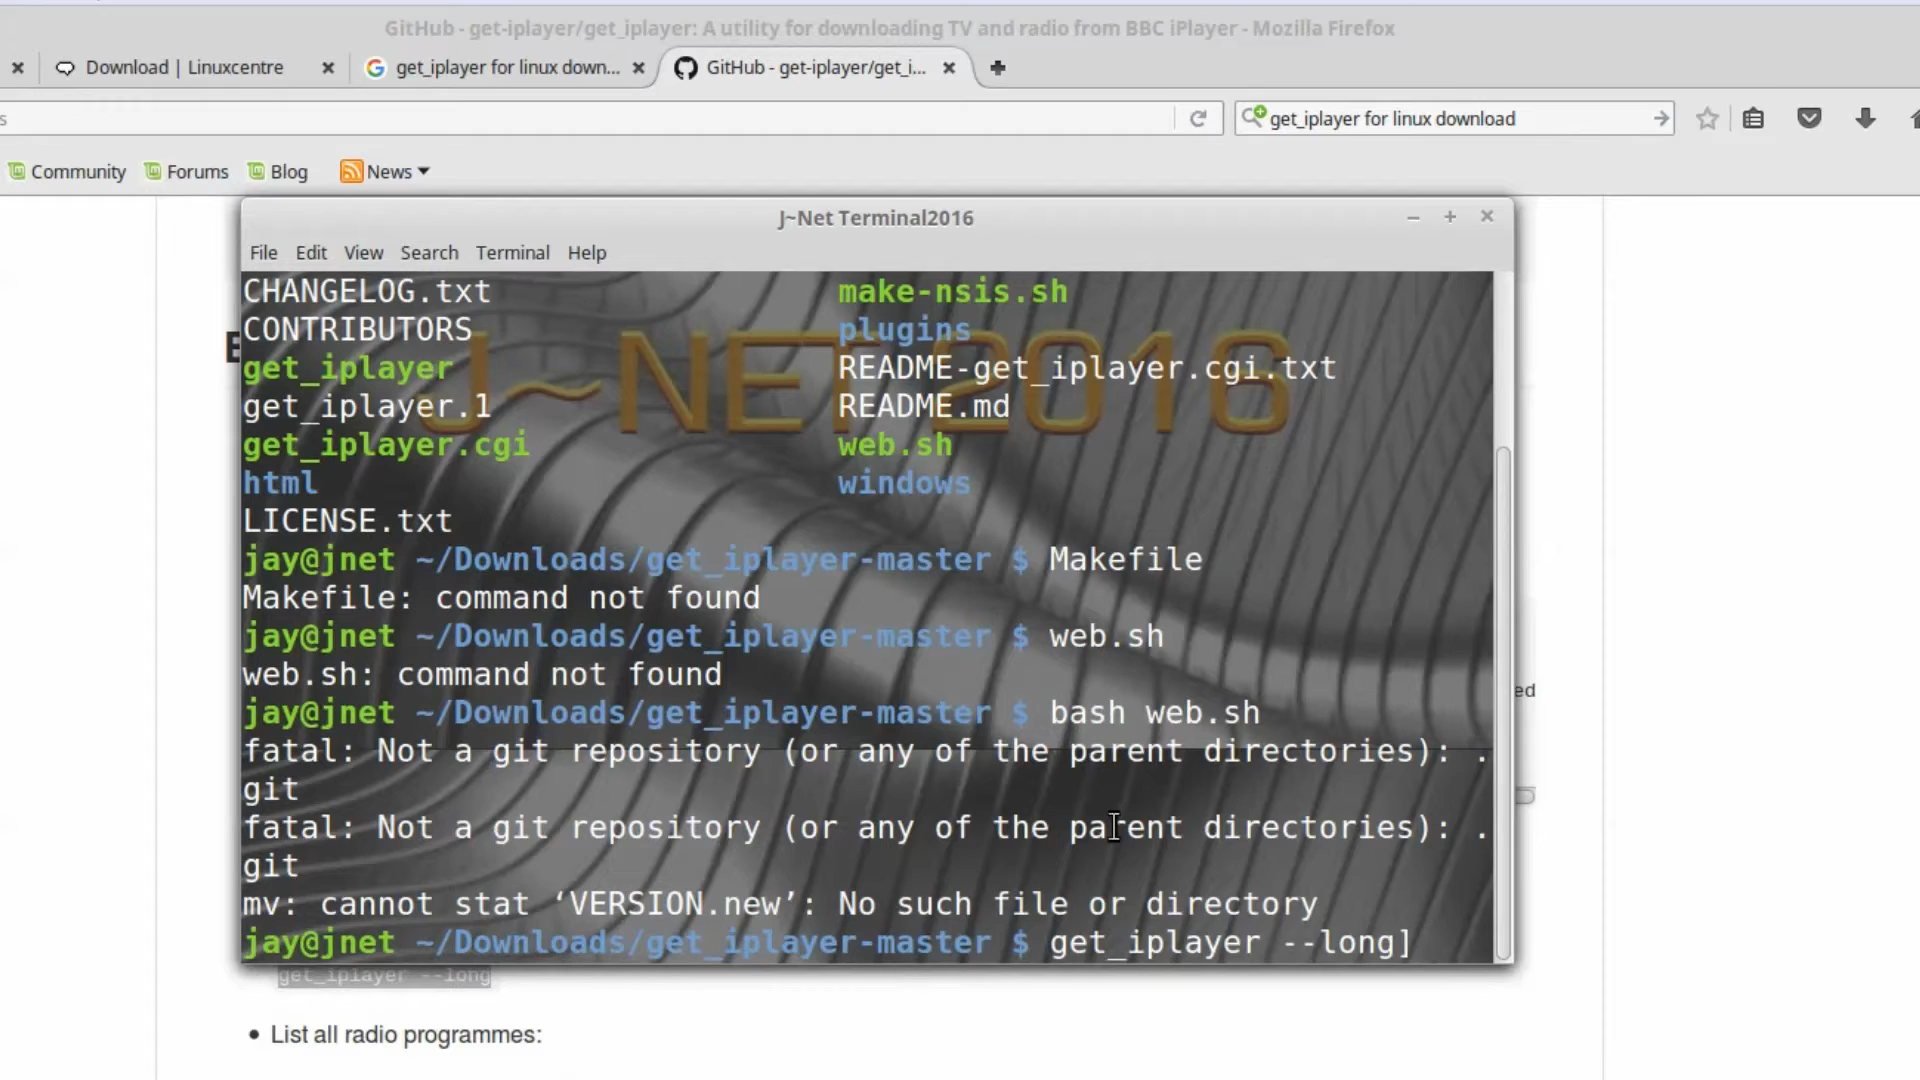 GitHub - get-iplayer/get_iplayer: A utility for downloading TV and radio from BBC iPlayer - Mozilla Firefox
Download | Linuxcentre
get_iplayer for linux down...
GitHub - get-iplayer/get_i...
s
get_iplayer for linux download
Community
Forums
Blog
News
J~Net Terminal2016
File Edit View Search Terminal Help
J~NET 2016
CHANGELOG.txt make-nsis.sh
CONTRIBUTORS plugins
get_iplayer README-get_iplayer.cgi.txt
get_iplayer.1 README.md
get_iplayer.cgi web.sh
html windows
LICENSE.txt
jay@jnet ~/Downloads/get_iplayer-master $ Makefile
Makefile: command not found
jay@jnet ~/Downloads/get_iplayer-master $ web.sh
web.sh: command not found
jay@jnet ~/Downloads/get_iplayer-master $ bash web.sh
fatal: Not a git repository (or any of the parent directories): .
git
fatal: Not a git repository (or any of the parent directories): .
git
mv: cannot stat ‘VERSION.new’: No such file or directory
jay@jnet ~/Downloads/get_iplayer-master $ get_iplayer --long]
ed
get_iplayer --long
• List all radio programmes: